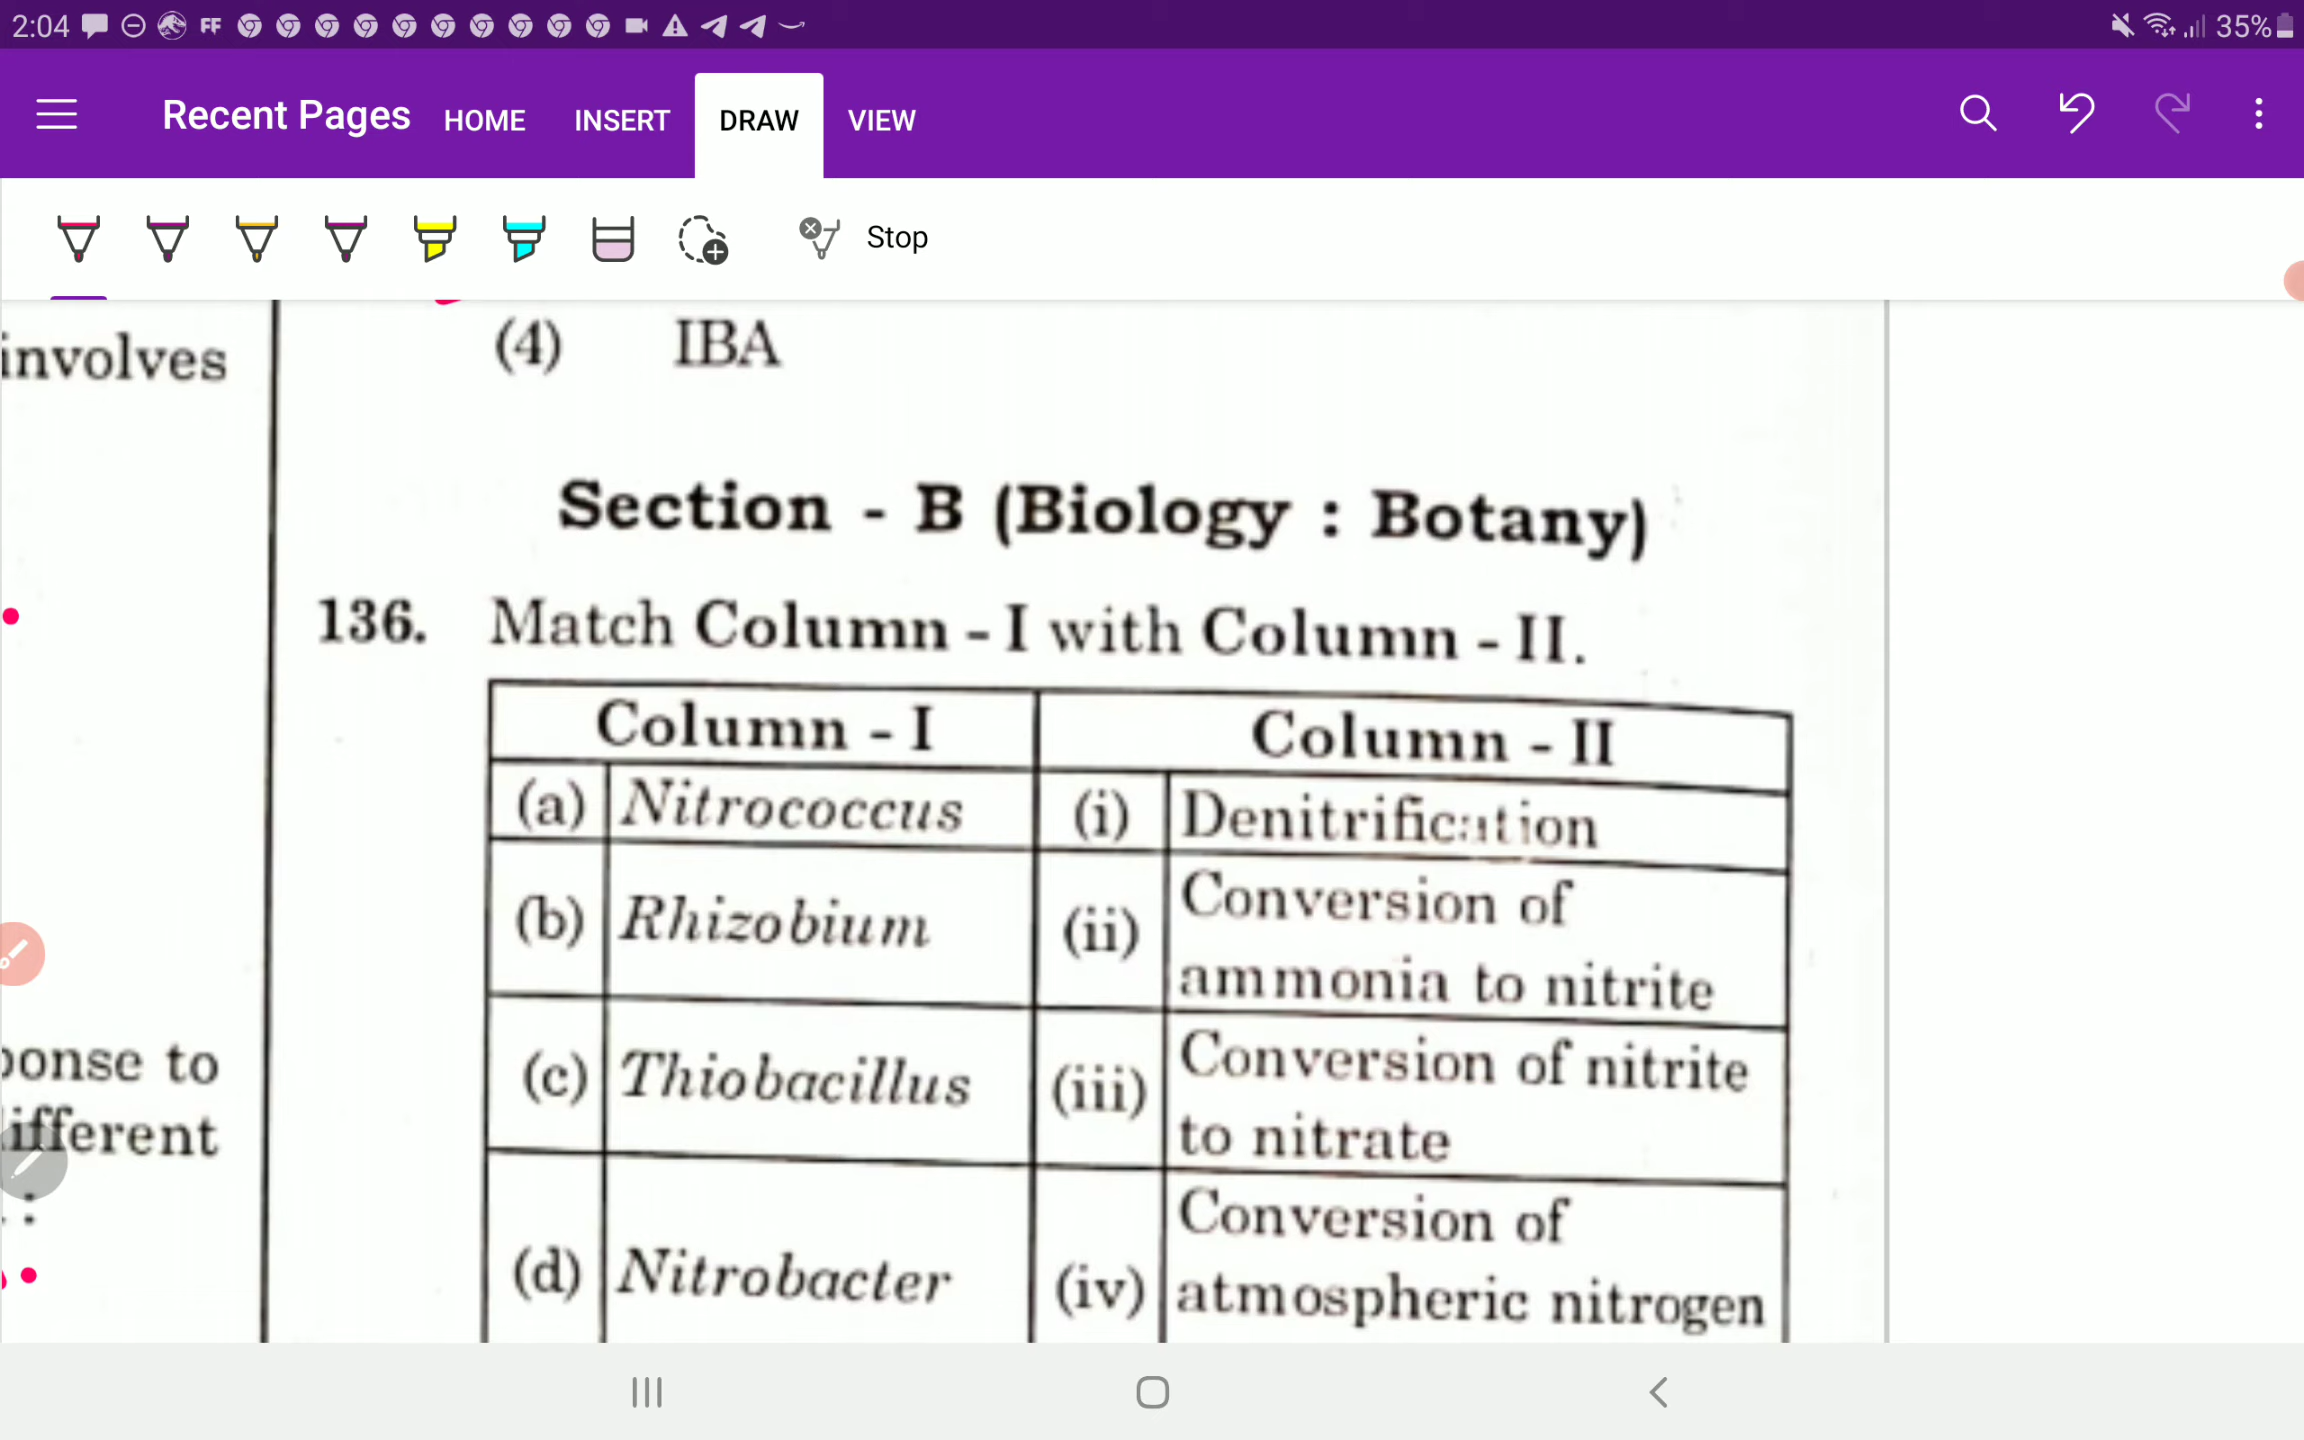 2:04
FF
35%
Recent Pages HOME INSERT DRAW VIEW
Stop
involves
ponse to
ifferent
:
(4) IBA
Section - B (Biology : Botany)
136. Match Column - I with Column - II.
Column - I Column - II
(a) Nitrococcus (i) Denitrification
(b) Rhizobium (ii) Conversion of
ammonia to nitrite
(c) Thiobacillus (iii) Conversion of nitrite
to nitrate
(d) Nitrobacter (iv) Conversion of
atmospheric nitrogen